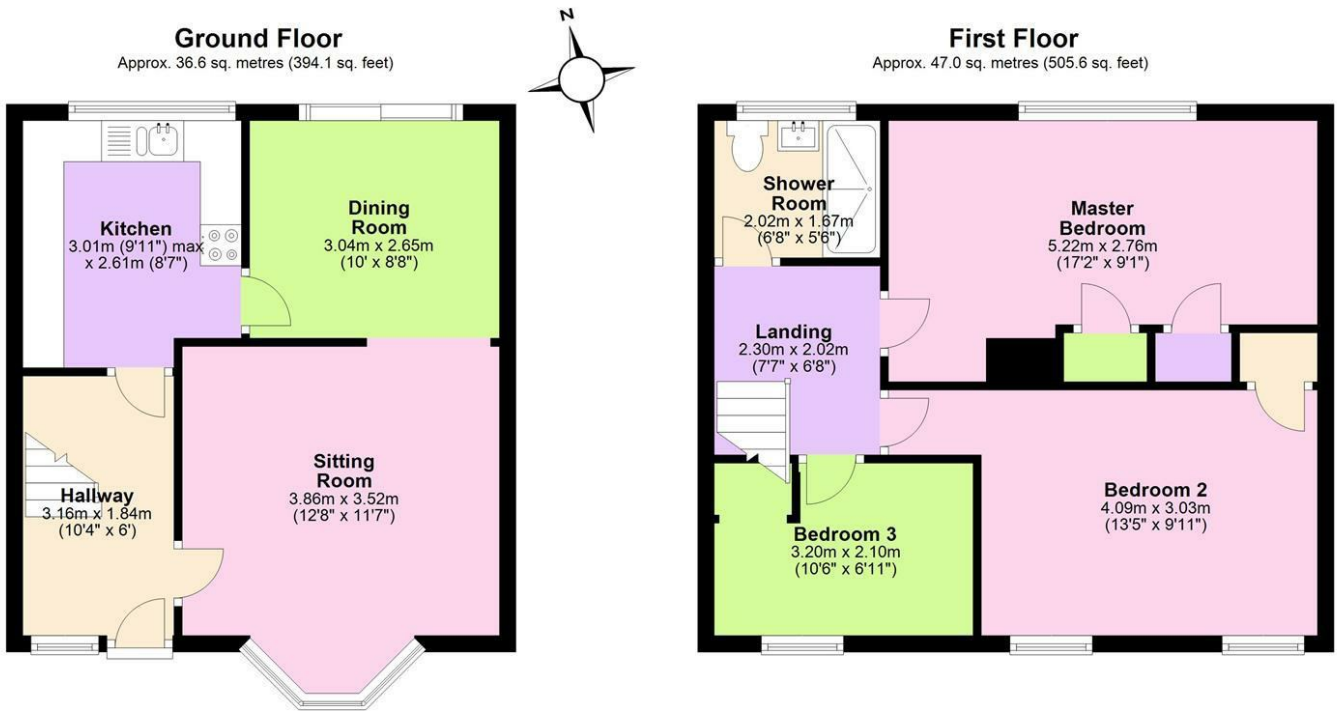 Ground Floor
Approx. 36.6 sq. metres (394.1 sq. feet)
N
First Floor
Approx. 47.0 sq. metres (505.6 sq. feet)
Kitchen
3.01m (9'11") max
x 2.61m (8'7")
Dining
Room
3.04m x 2.65m
(10' x 8'8")
Sitting
Room
3.86m x 3.52m
(12'8" x 11'7")
Hallway
3.16m x 1.84m
(10'4" x 6')
Shower
Room
2.02m x 1.67m
(6'8" x 5'6")
Master
Bedroom
5.22m x 2.76m
(17'2" x 9'1")
Landing
2.30m x 2.02m
(7'7" x 6'8")
Bedroom 2
4.09m x 3.03m
(13'5" x 9'11")
Bedroom 3
3.20m x 2.10m
(10'6" x 6'11")